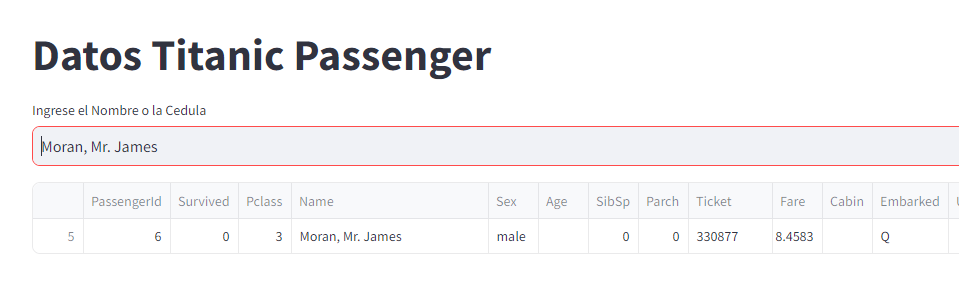 Datos Titanic Passenger
Ingrese el Nombre o la Cedula
Moran, Mr. James
PassengerId Survived Pclass Name Sex Age SibSp Parch Ticket Fare Cabin Embarked
5 6 0 3 Moran, Mr. James male 0 0 330877 8.4583 Q